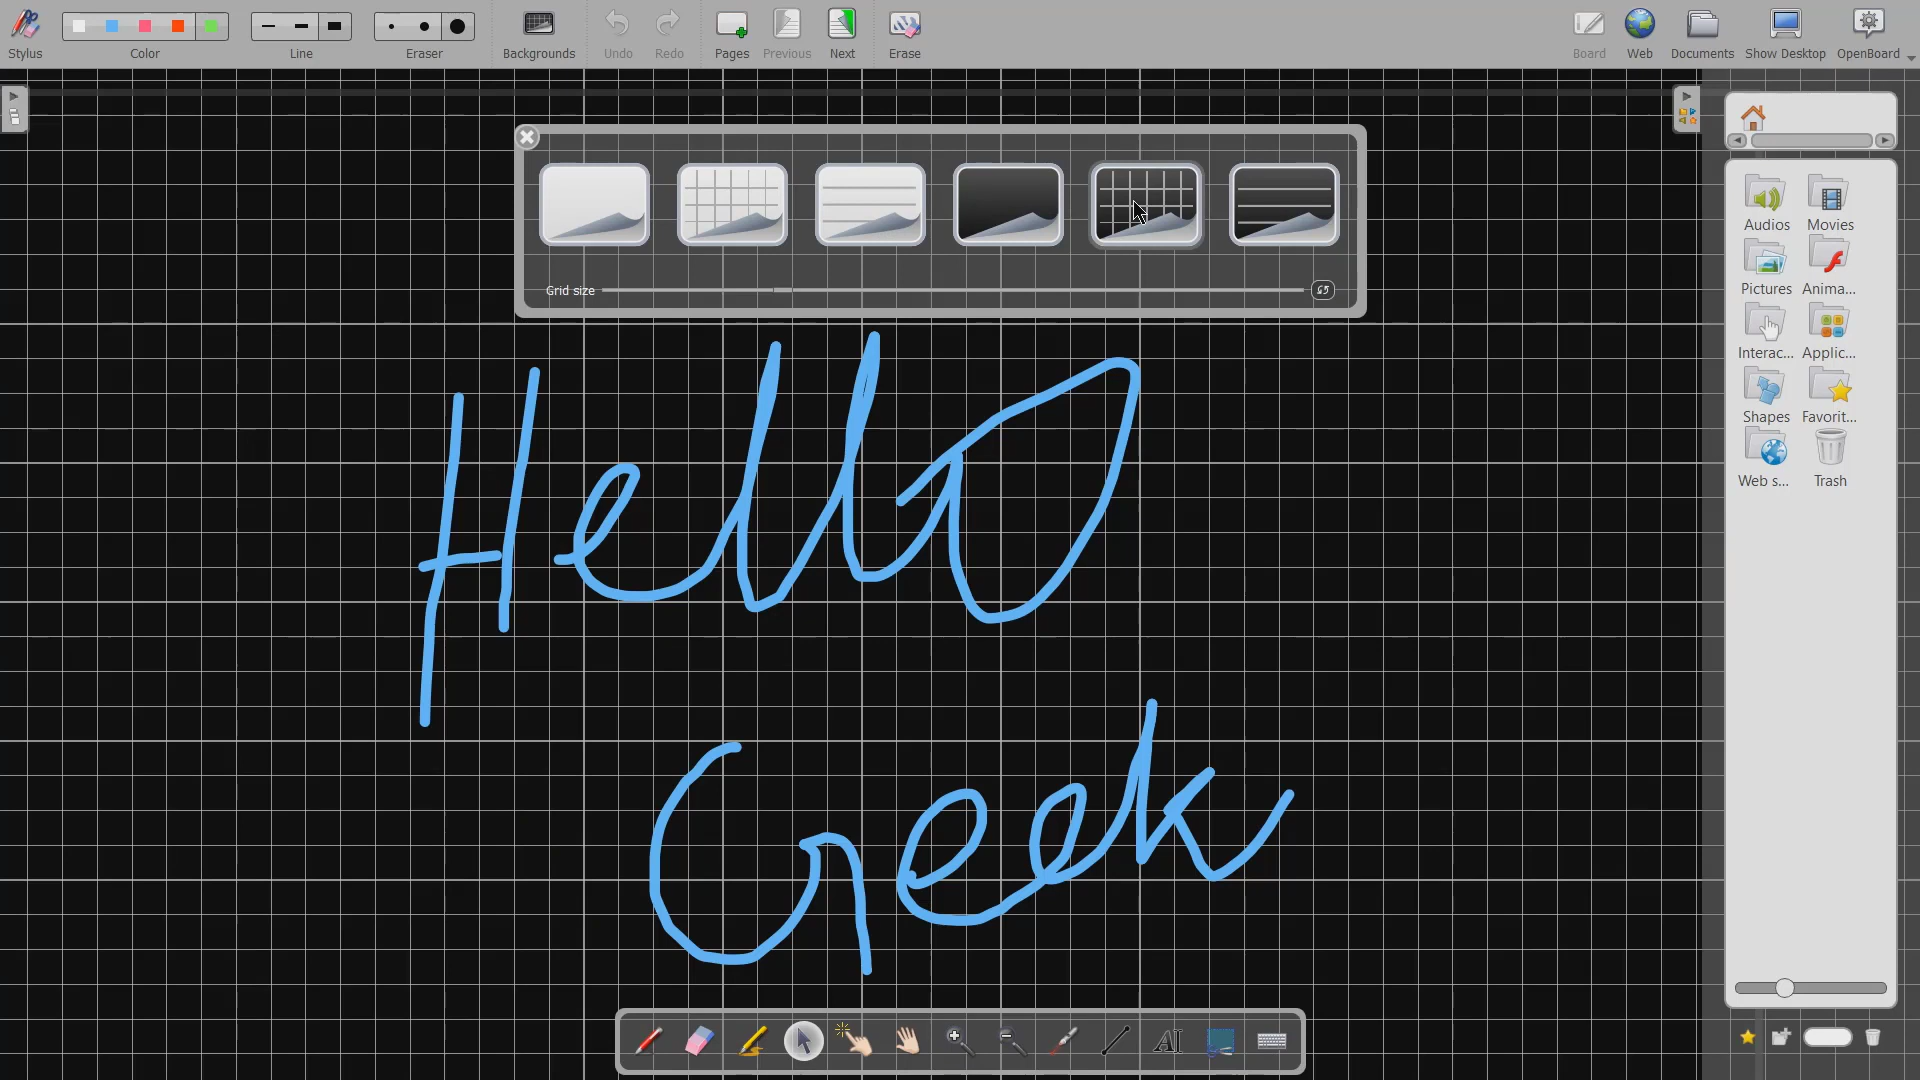 Stylus Color Line Eraser Backgrounds Undo Redo Pages Previous Next Erase Board Web Documents Show Desktop OpenBoard
Grid size
Audios Movies
Pictures Anima...
Interac... Applic...
Shapes Favorit...
Web s... Trash
Hello
Geek
AI